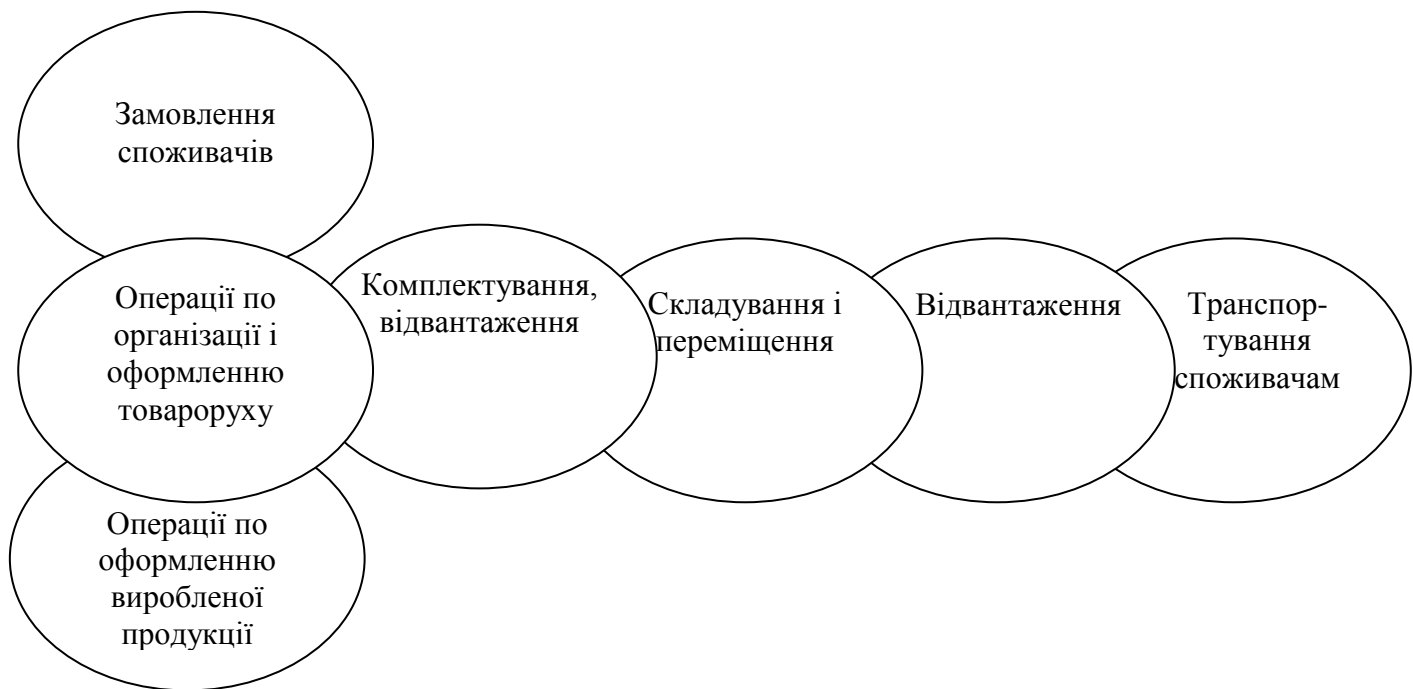 Замовлення
споживачів
Операції по
організації і
оформленню
товароруху
Комплектування,
відвантаження
Складування і
переміщення
Відвантаження
Транспор-
тування
споживачам
Операції по
оформленню
виробленої
продукції